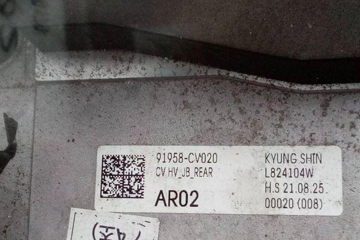 91958-CV020
CV HV_JB_REAR
AR02
KYUNG SHIN
L824104W
H.S 21.08.25
00020 (008)